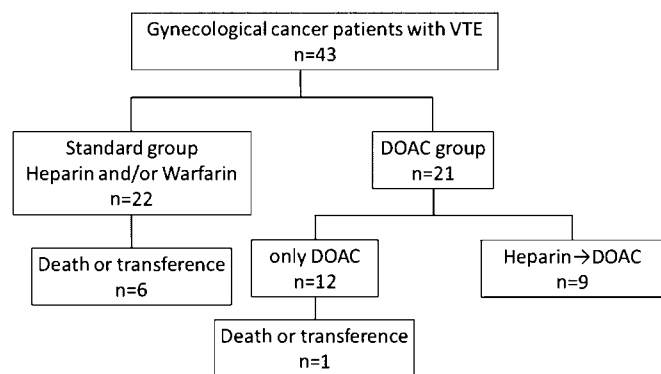 Gynecological cancer patients with VTE
n=43
Standard group
Heparin and/or Warfarin
n=22
DOAC group
n=21
Death or transference
n=6
only DOAC
n=12
Heparin→DOAC
n=9
Death or transference
n=1